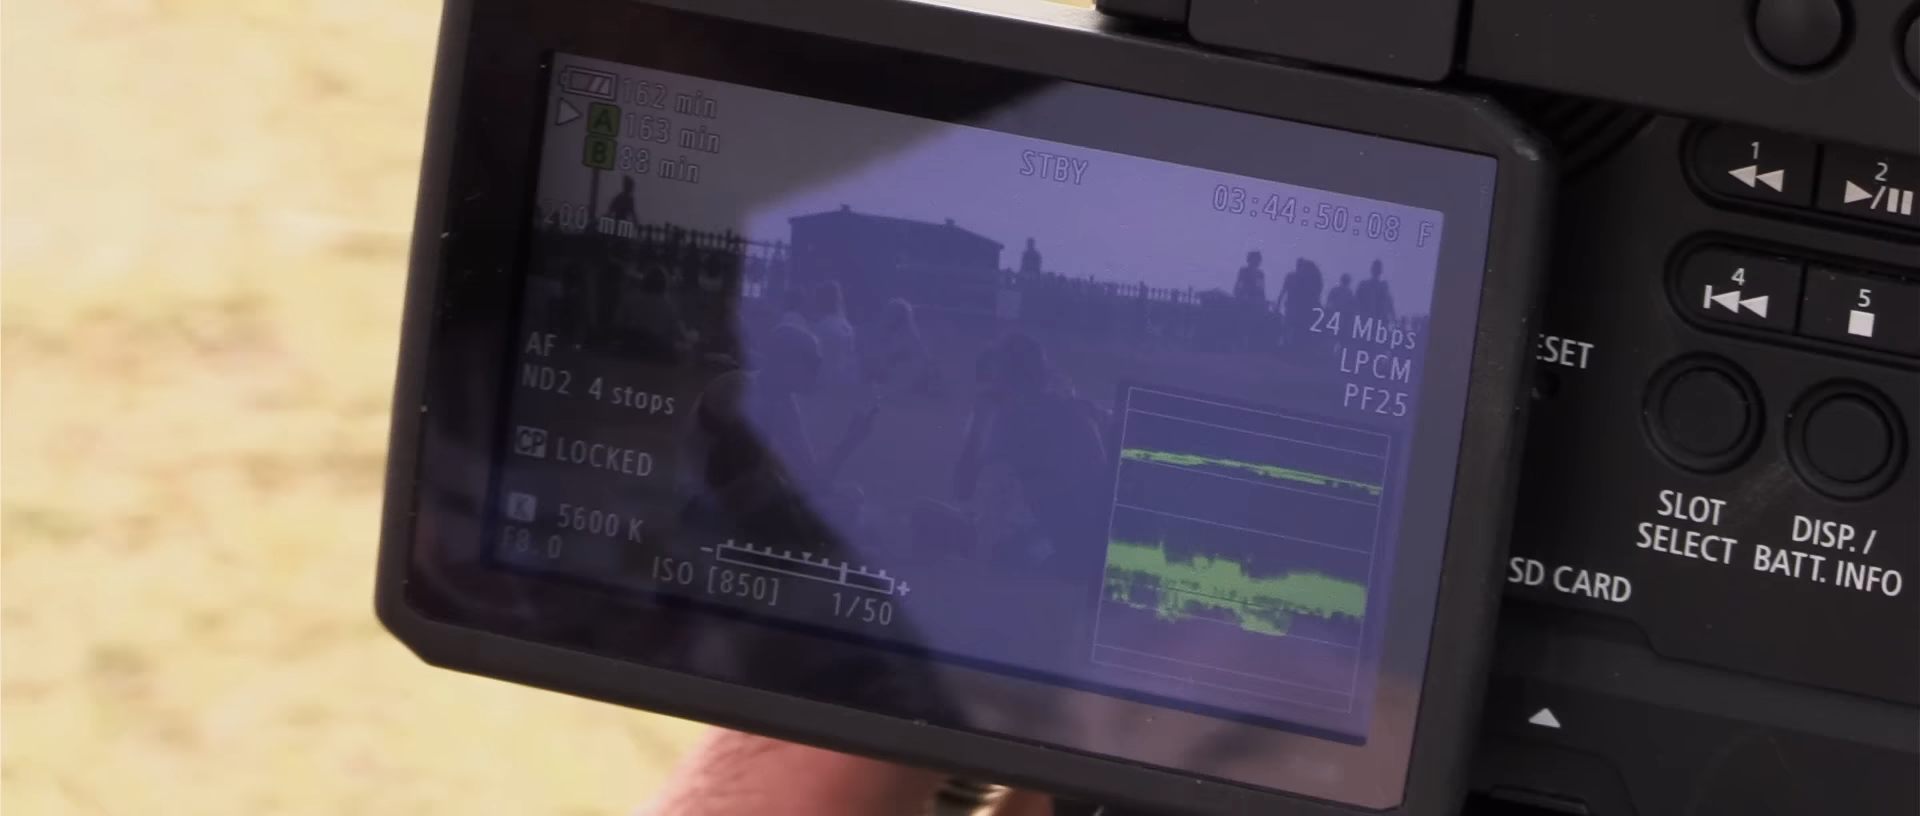 162 min
A 163 min
B 88 min
STBY
03:44:50:08 F
200 mm
24 Mbps
LPCM
PF25
AF
ND2 4 stops
CP LOCKED
K 5600 K
F8.0
ISO [850] 1/50
- +
1
2
4
5
ESET
SLOT
SELECT
DISP./
BATT. INFO
SD CARD